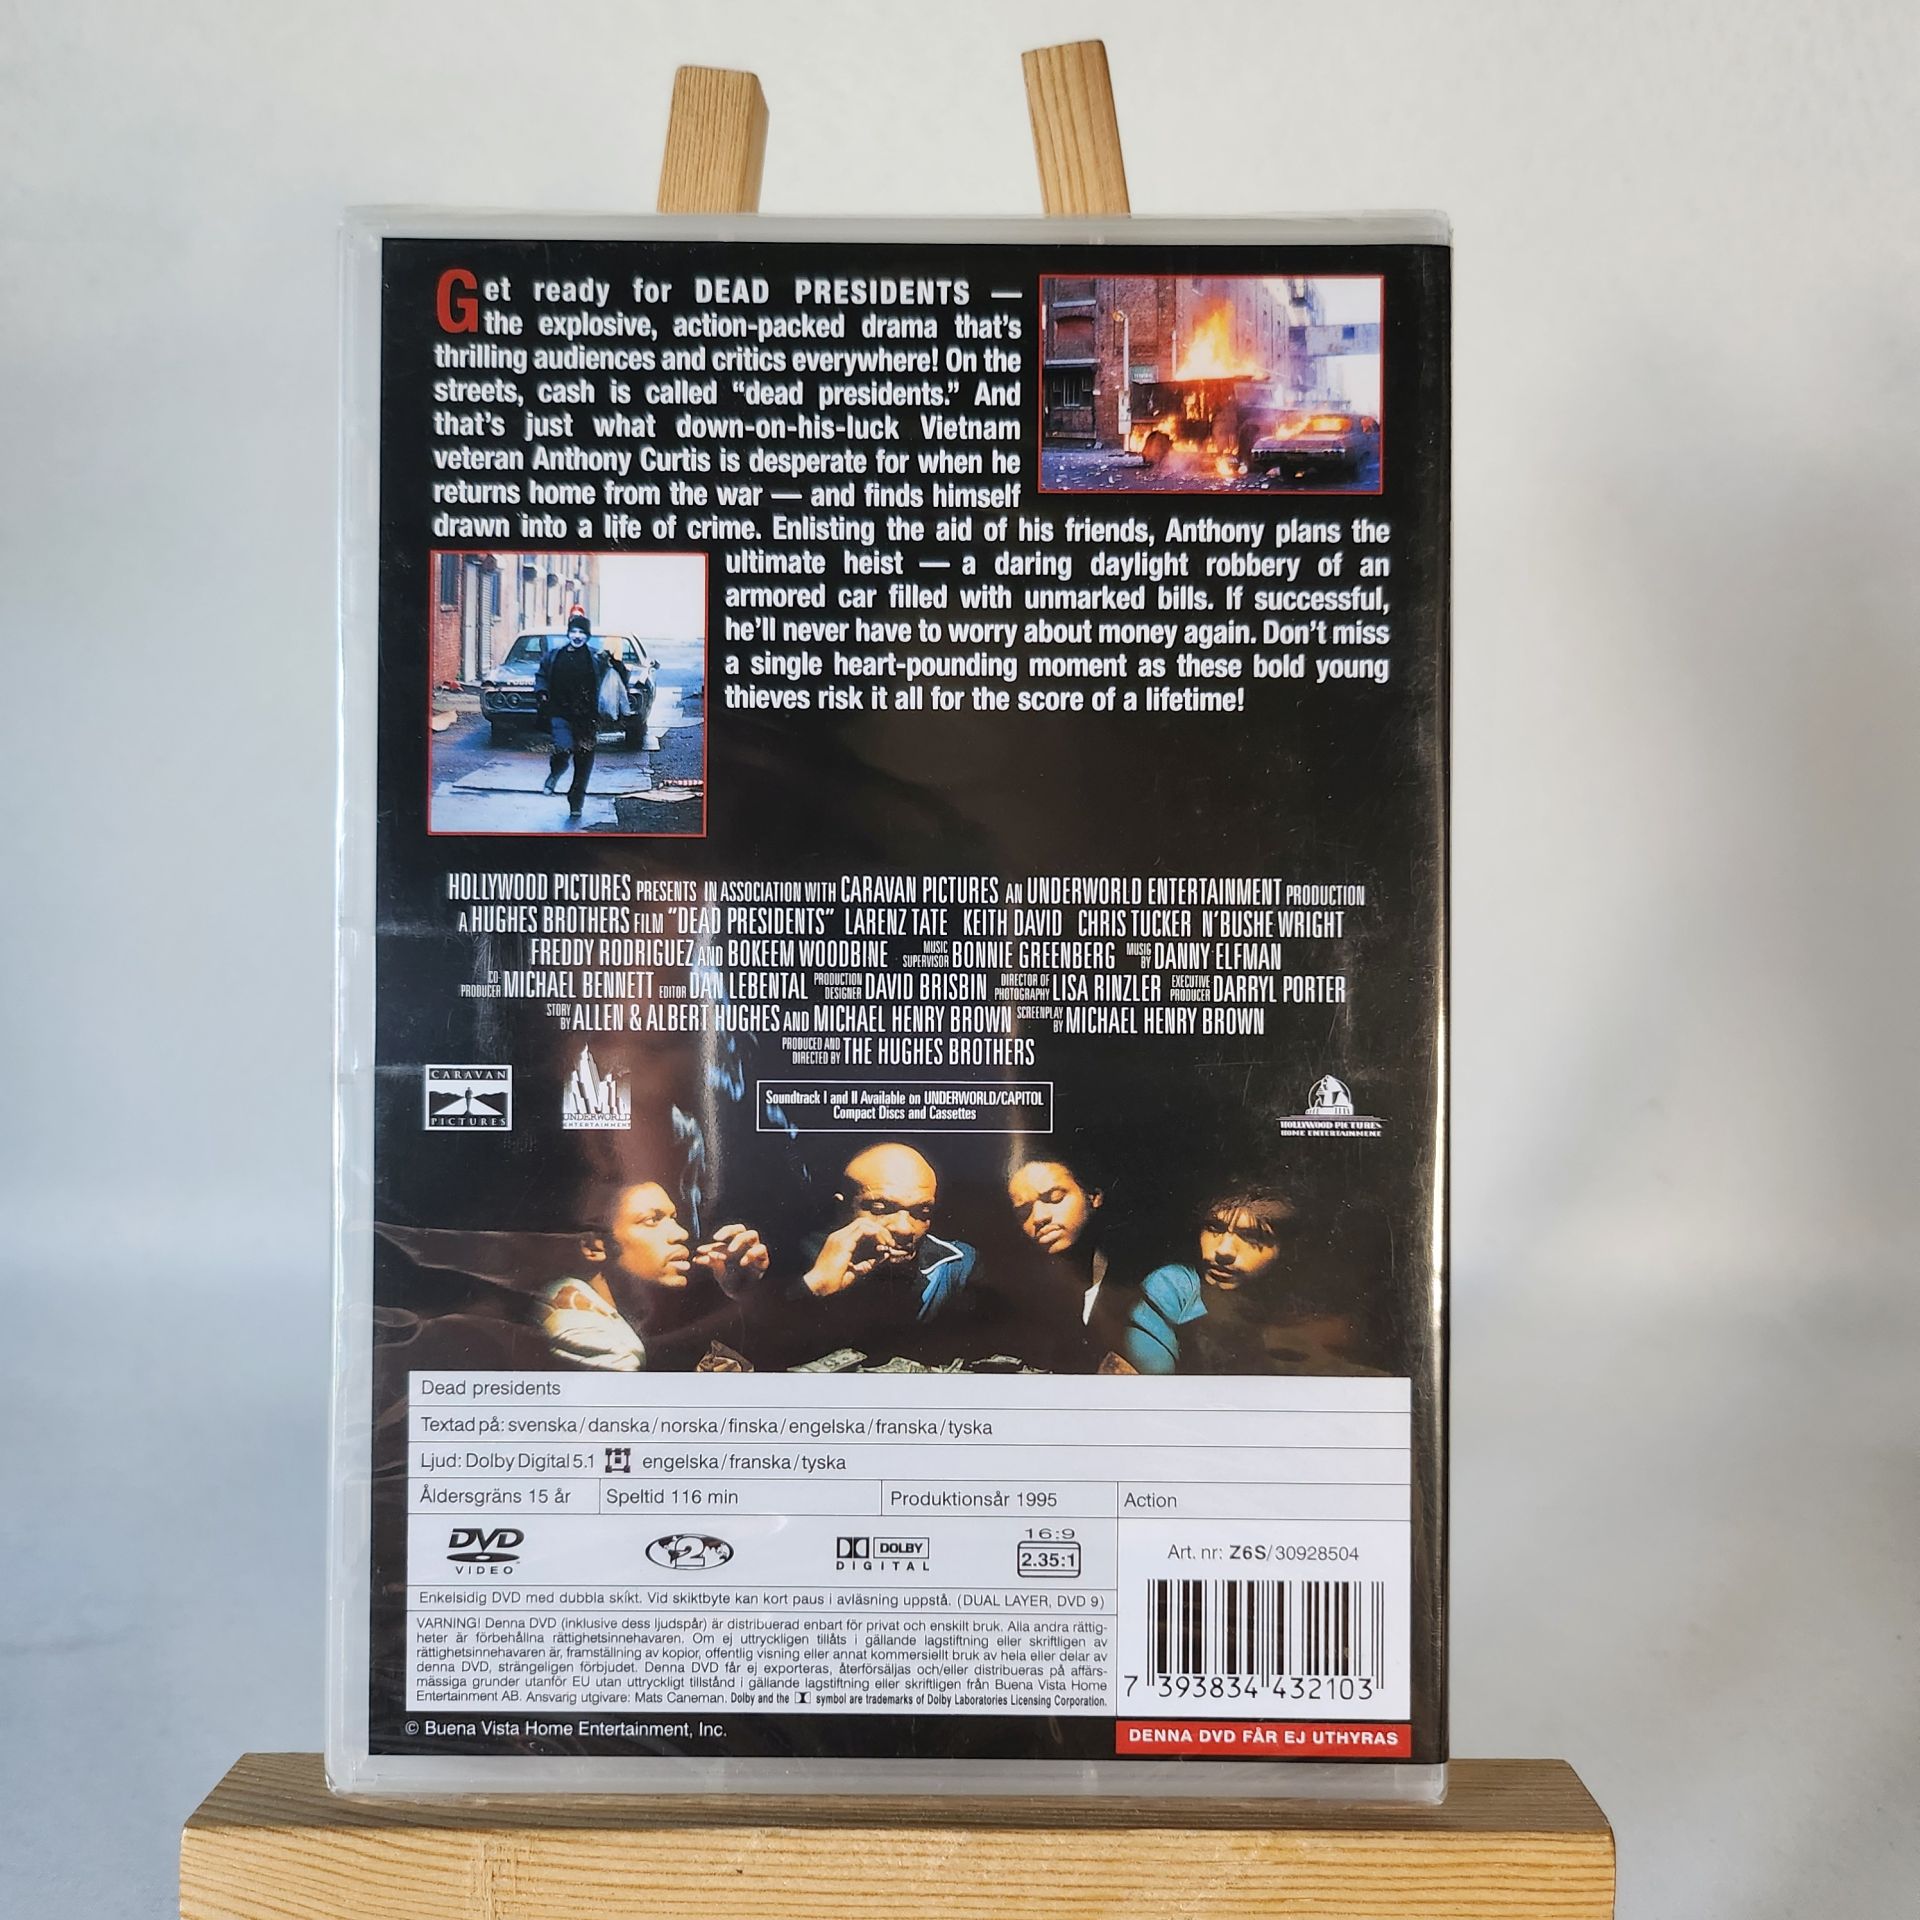 Get ready for DEAD PRESIDENTS —
the explosive, action-packed drama that's
thrilling audiences and critics everywhere! On the
streets, cash is called “dead presidents.” And
that's just what down-on-his-luck Vietnam
veteran Anthony Curtis is desperate for when he
returns home from the war — and finds himself
drawn into a life of crime. Enlisting the aid of his friends, Anthony plans the
ultimate heist — a daring daylight robbery of an
armored car filled with unmarked bills. If successful,
he'll never have to worry about money again. Don't miss
a single heart-pounding moment as these bold young
thieves risk it all for the score of a lifetime!
HOLLYWOOD PICTURES PRESENTS IN ASSOCIATION WITH CARAVAN PICTURES AN UNDERWORLD ENTERTAINMENT PRODUCTION
A HUGHES BROTHERS FILM "DEAD PRESIDENTS" LARENZ TATE KEITH DAVID CHRIS TUCKER N'BUSHE WRIGHT
FREDDY RODRIGUEZ AND BOKEEM WOODBINE MUSIC SUPERVISOR BONNIE GREENBERG MUSIC BY DANNY ELFMAN
CO-PRODUCER MICHAEL BENNETT EDITOR DAN LEBENTAL PRODUCTION DESIGNER DAVID BRISBIN DIRECTOR OF PHOTOGRAPHY LISA RINZLER EXECUTIVE PRODUCER DARRYL PORTER
STORY BY ALLEN & ALBERT HUGHES AND MICHAEL HENRY BROWN SCREENPLAY BY MICHAEL HENRY BROWN
PRODUCED AND DIRECTED BY THE HUGHES BROTHERS
CARAVAN
PICTURES
UNDERWORLD
ENTERTAINMENT
Soundtrack I and II Available on UNDERWORLD/CAPITOL
Compact Discs and Cassettes
HOLLYWOOD PICTURES
HOME ENTERTAINMENT
Dead presidents
Textad på: svenska/danska/norska/finska/engelska/franska/tyska
Ljud: Dolby Digital 5.1 engelska/franska/tyska
Åldersgräns 15 år Speltid 116 min Produktionsår 1995 Action
DVD
VIDEO
2
DOLBY
DIGITAL
16:9
2.35:1
Art. nr: Z6S/30928504
Enkelsidig DVD med dubbla skíkt. Vid skiktbyte kan kort paus i avläsning uppstå. (DUAL LAYER, DVD 9)
VARNING! Denna DVD (inklusive dess ljudspår) är distribuerad enbart för privat och enskilt bruk. Alla andra rättig-
heter är förbehållna rättighetsinnehavaren. Om ej uttryckligen tillåts i gällande lagstiftning eller skriftligen av
rättighetsinnehavaren är, framställning av kopior, offentlig visning eller annat kommersiellt bruk av hela eller delar av
denna DVD, strängeligen förbjudet. Denna DVD får ej exporteras, återförsäljas och/eller distribueras på affärs-
mässiga grunder utanför EU utan uttryckligt tillstånd i gällande lagstiftning eller skriftligen från Buena Vista Home
Entertainment AB. Ansvarig utgivare: Mats Caneman. Dolby and the symbol are trademarks of Dolby Laboratories Licensing Corporation.
7 393834 432103
© Buena Vista Home Entertainment, Inc.
DENNA DVD FÅR EJ UTHYRAS